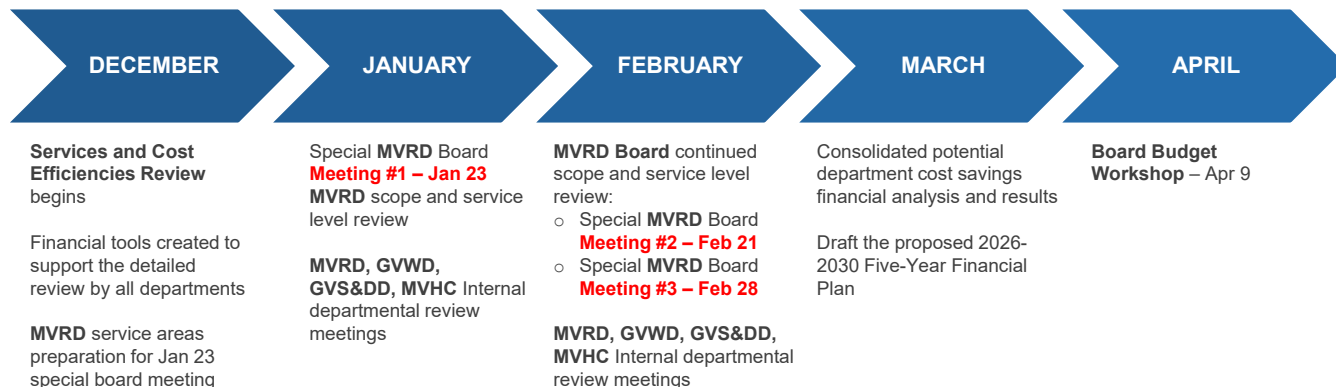 DECEMBER
JANUARY
FEBRUARY
MARCH
APRIL
Services and Cost
Efficiencies Review
begins
Financial tools created to
support the detailed
review by all departments
MVRD service areas
preparation for Jan 23
special board meeting
Special MVRD Board
Meeting #1 – Jan 23
MVRD scope and service
level review
MVRD, GVWD,
GVS&DD, MVHC Internal
departmental review
meetings
MVRD Board continued
scope and service level
review:
o Special MVRD Board
Meeting #2 – Feb 21
o Special MVRD Board
Meeting #3 – Feb 28
MVRD, GVWD, GVS&DD,
MVHC Internal departmental
review meetings
Consolidated potential
department cost savings
financial analysis and results
Draft the proposed 2026-
2030 Five-Year Financial
Plan
Board Budget
Workshop – Apr 9